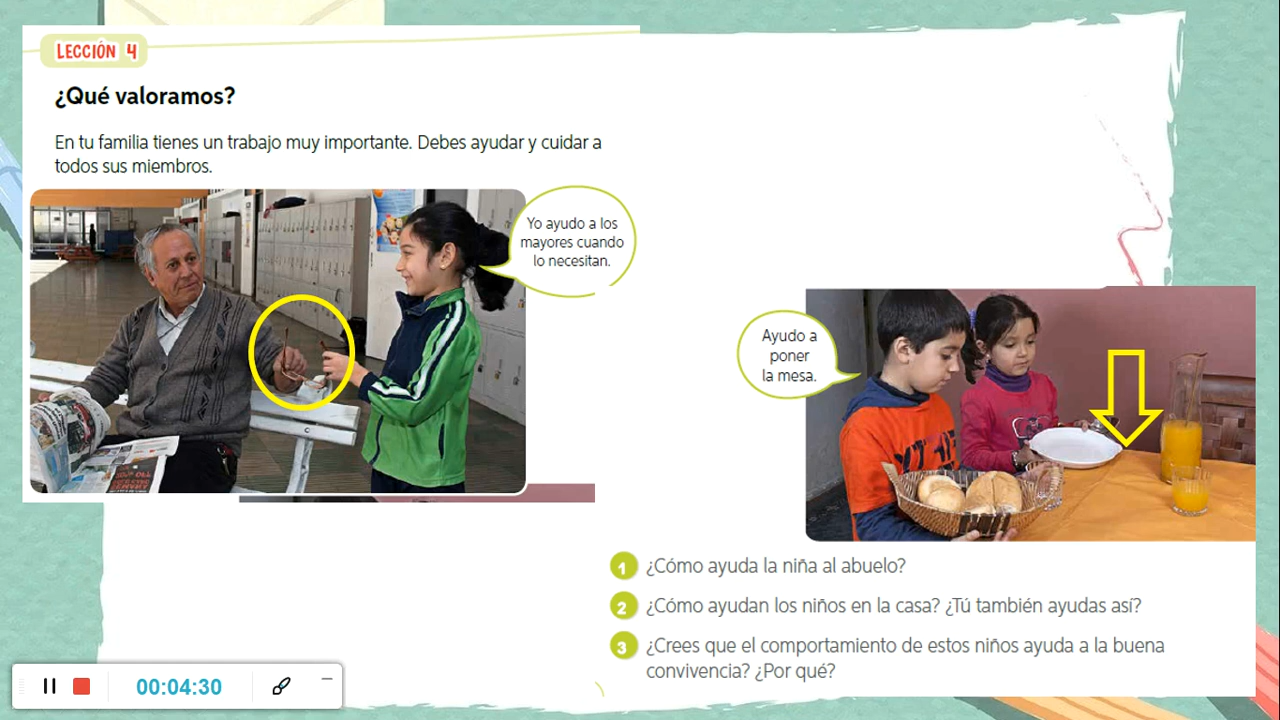 LECCIÓN 4
¿Qué valoramos?
En tu familia tienes un trabajo muy importante. Debes ayudar y cuidar a
todos sus miembros.
Yo ayudo a los
mayores cuando
lo necesitan.
Ayudo a
poner
la mesa.
1 ¿Cómo ayuda la niña al abuelo?
2 ¿Cómo ayudan los niños en la casa? ¿Tú también ayudas así?
3 ¿Crees que el comportamiento de estos niños ayuda a la buena
convivencia? ¿Por qué?
00:04:30